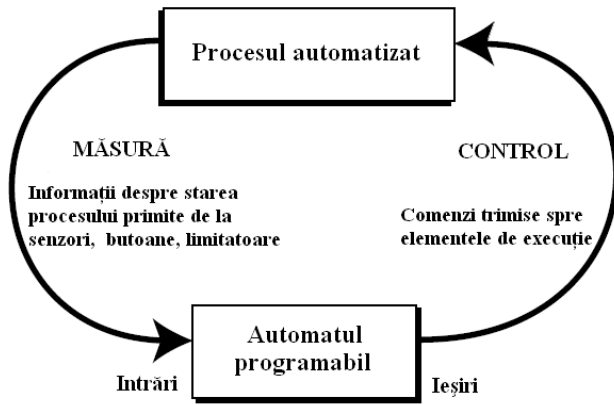 Procesul automatizat
MĂSURĂ
Informații despre starea
procesului primite de la
senzori, butoane, limitatoare
CONTROL
Comenzi trimise spre
elementele de execuție
Automatul
programabil
Intrări
Ieșiri